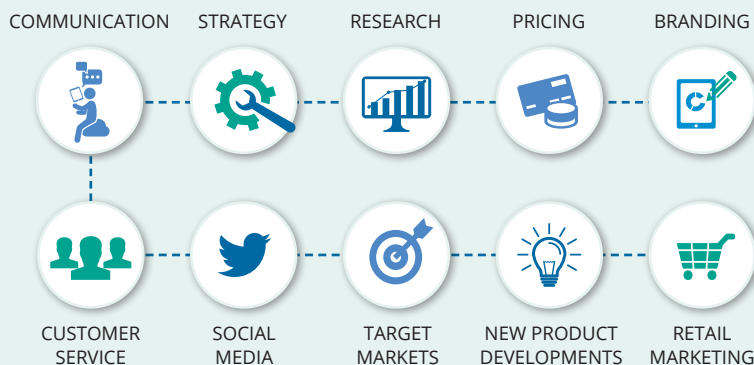 COMMUNICATION STRATEGY RESEARCH PRICING BRANDING
CUSTOMER SERVICE
SOCIAL MEDIA
TARGET MARKETS
NEW PRODUCT DEVELOPMENTS
RETAIL MARKETING